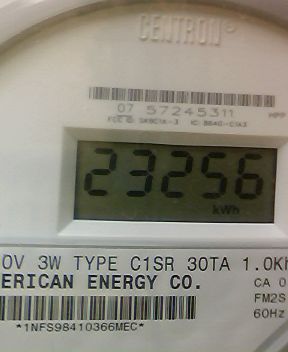 CENTRON®
07 57245311
23256
kWh
0V 3W TYPE C1SR 30TA 1.0Kh
ERICAN ENERGY CO.
CA 0
FM2S
60Hz
*1NFS98410366MEC*